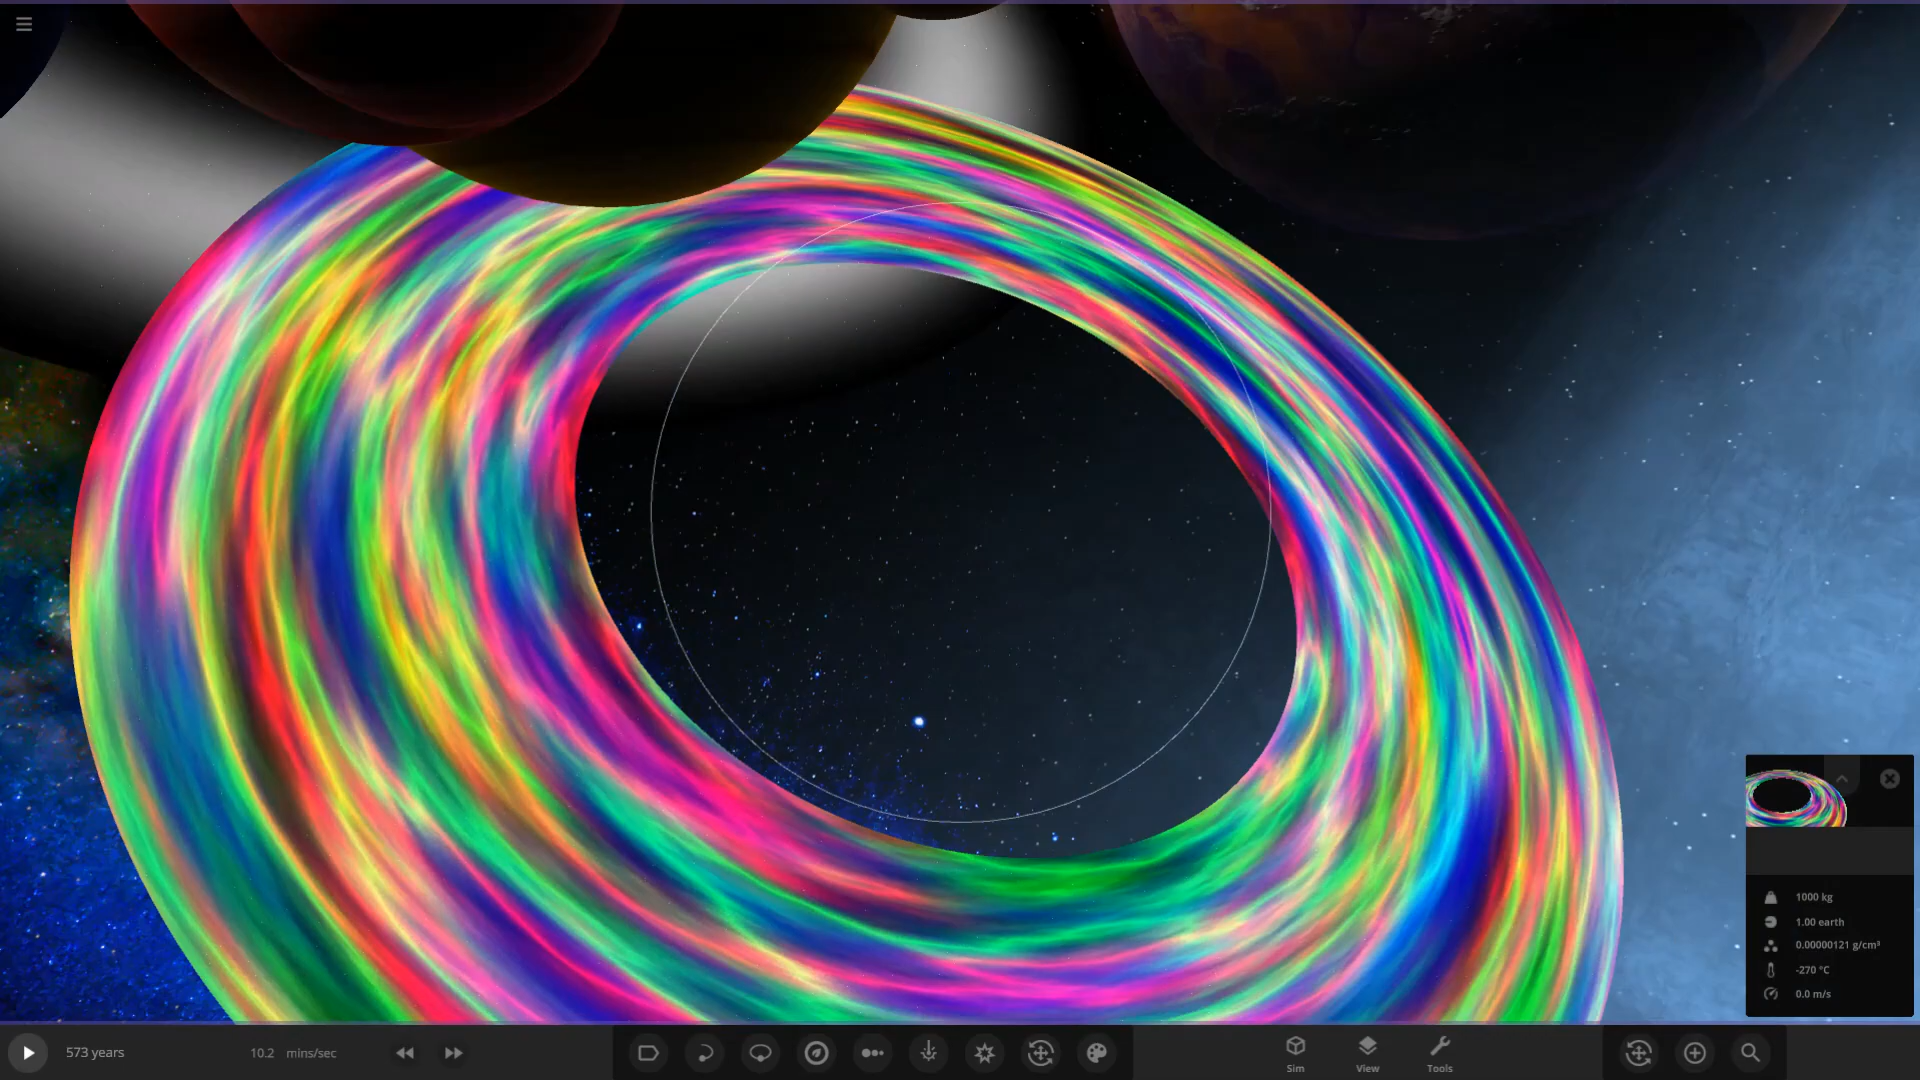 1000 kg
1.00 earth
0.00000121 g/cm³
-270 °C
0.0 m/s
573 years
10.2 mins/sec
Sim
View
Tools